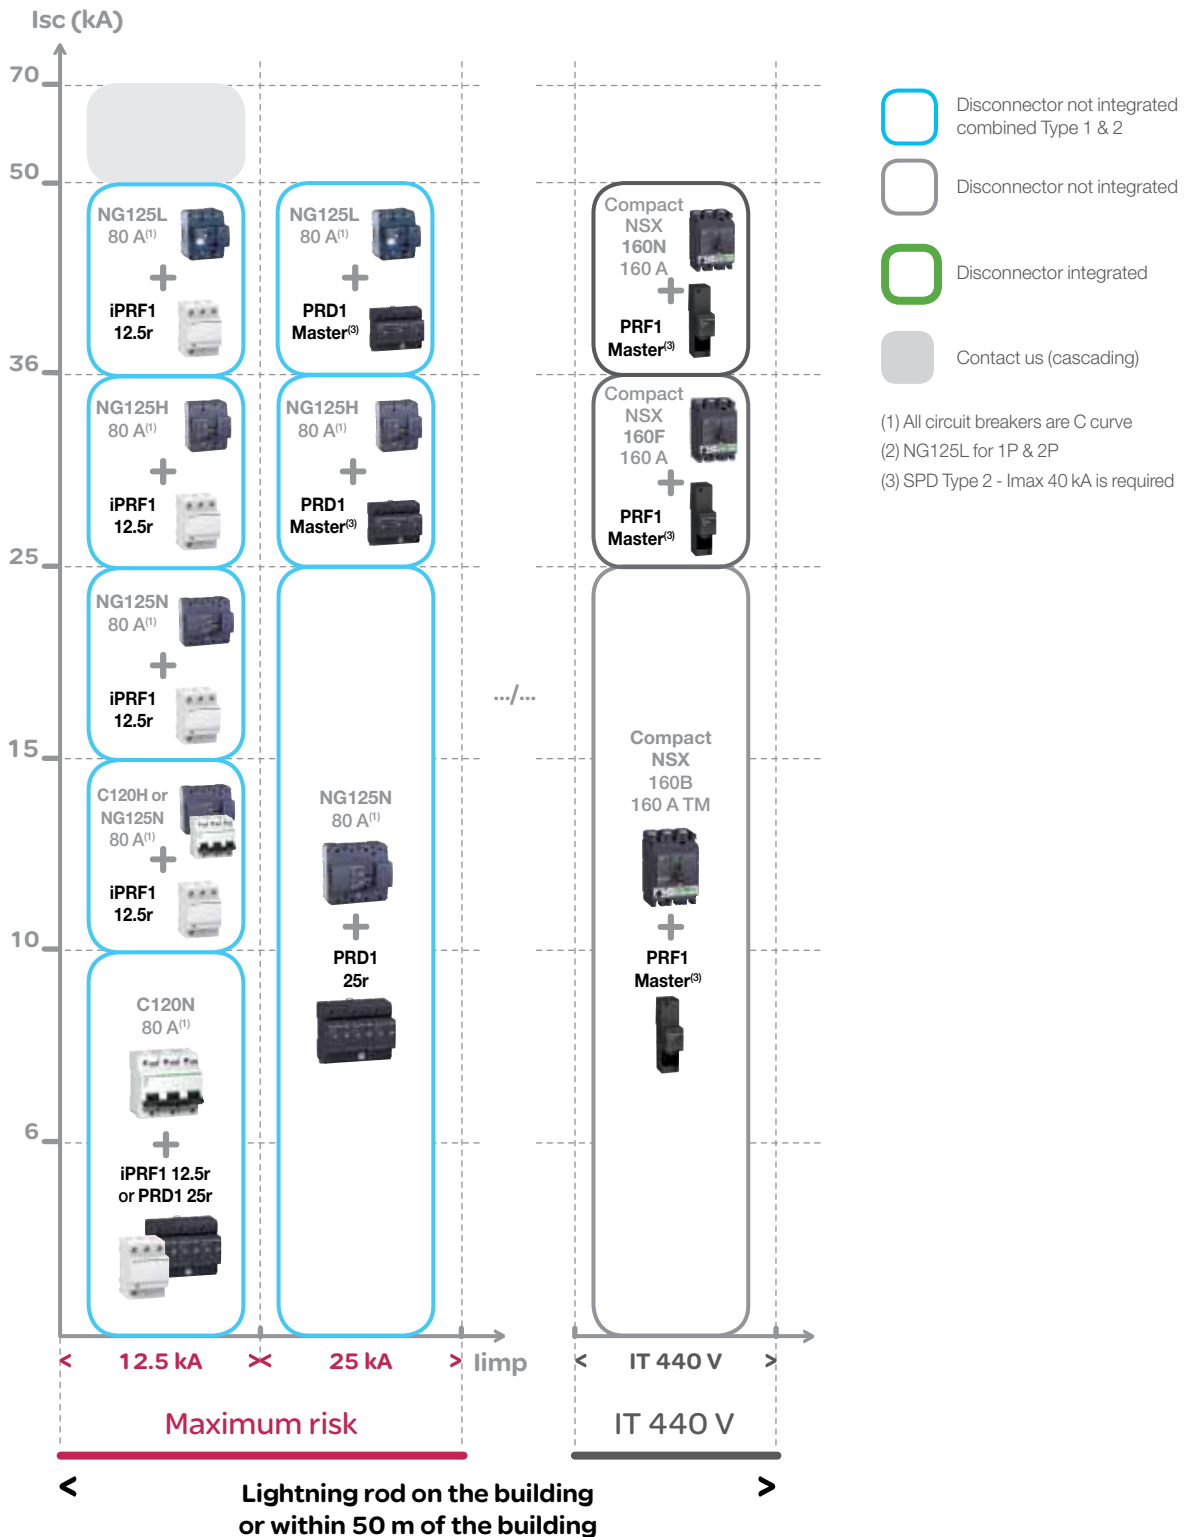 Isc (kA)
70
50
36
25
15
10
6
NG125L
80 A(1)
+
iPRF1
12.5r
NG125H
80 A(1)
+
iPRF1
12.5r
NG125N
80 A(1)
+
iPRF1
12.5r
C120H or
NG125N
80 A(1)
+
iPRF1
12.5r
C120N
80 A(1)
+
iPRF1 12.5r
or PRD1 25r
NG125L
80 A(1)
+
PRD1
Master(3)
NG125H
80 A(1)
+
PRD1
Master(3)
NG125N
80 A(1)
+
PRD1
25r
.../...
Compact
NSX
160N
160 A
+
PRF1
Master(3)
Compact
NSX
160F
160 A
+
PRF1
Master(3)
Compact
NSX
160B
160 A TM
+
PRF1
Master(3)
< 12.5 kA >< 25 kA > Iimp
< IT 440 V >
Maximum risk
IT 440 V
< Lightning rod on the building >
or within 50 m of the building
Disconnector not integrated
combined Type 1 & 2
Disconnector not integrated
Disconnector integrated
Contact us (cascading)
(1) All circuit breakers are C curve
(2) NG125L for 1P & 2P
(3) SPD Type 2 - Imax 40 kA is required